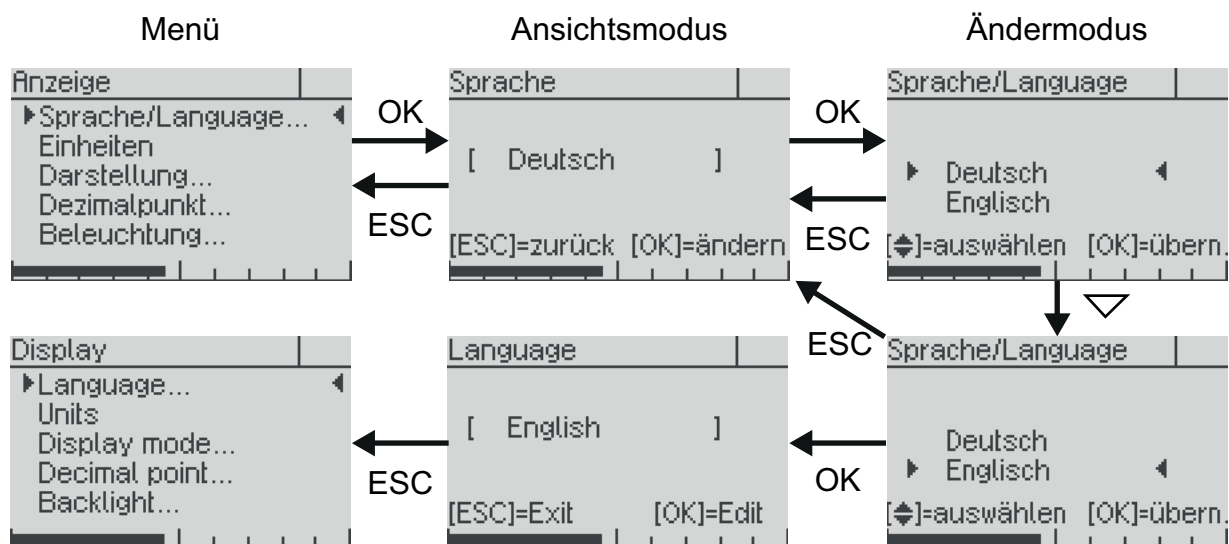 Menü
Ansichtsmodus
Ändermodus
Anzeige
Sprache/Language...
Einheiten
Darstellung...
Dezimalpunkt...
Beleuchtung...
OK
ESC
Sprache
[ Deutsch ]
[ESC]=zurück [OK]=ändern
OK
ESC
Sprache/Language
Deutsch
Englisch
[]=auswählen [OK]=übern.
ESC
Display
Language...
Units
Display mode...
Decimal point...
Backlight...
ESC
Language
[ English ]
[ESC]=Exit [OK]=Edit
OK
Sprache/Language
Deutsch
Englisch
[]=auswählen [OK]=übern.